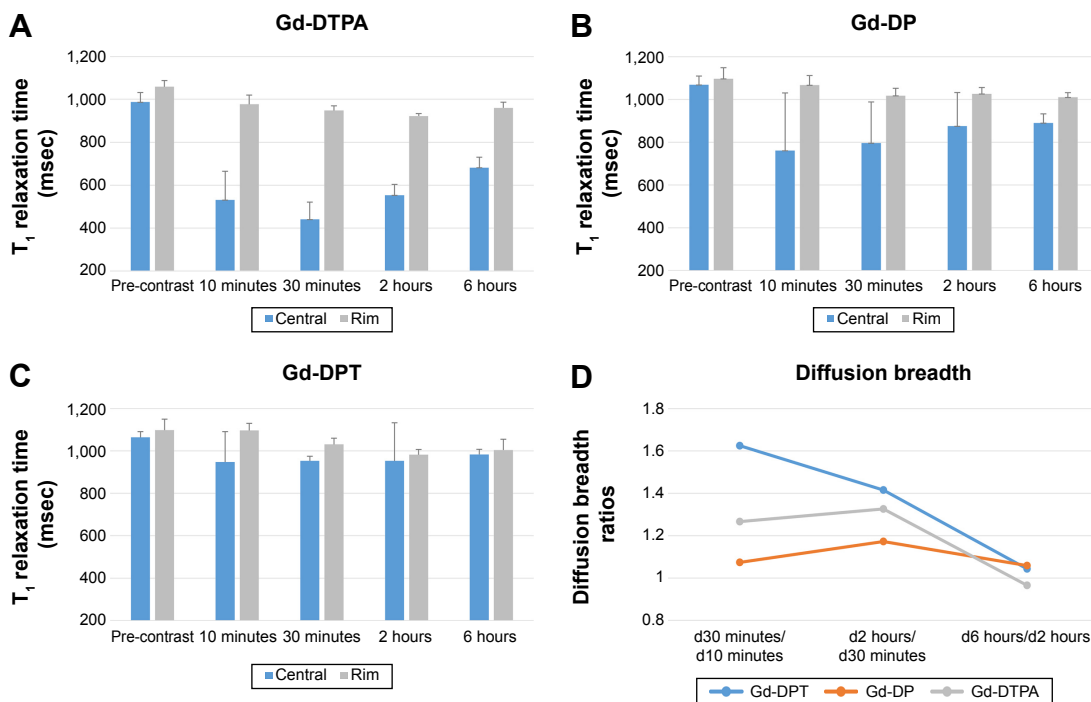 A
Gd-DTPA
T1 relaxation time
(msec)
1,200
1,000
800
600
400
200
Pre-contrast 10 minutes 30 minutes 2 hours 6 hours
Central Rim
B
Gd-DP
T1 relaxation time
(msec)
1,200
1,000
800
600
400
200
Pre-contrast 10 minutes 30 minutes 2 hours 6 hours
Central Rim
C
Gd-DPT
T1 relaxation time
(msec)
1,200
1,000
800
600
400
200
Pre-contrast 10 minutes 30 minutes 2 hours 6 hours
Central Rim
D
Diffusion breadth
Diffusion breadth
ratios
1.8
1.6
1.4
1.2
1
0.8
d30 minutes/
d10 minutes
d2 hours/
d30 minutes
d6 hours/d2 hours
Gd-DPT Gd-DP Gd-DTPA